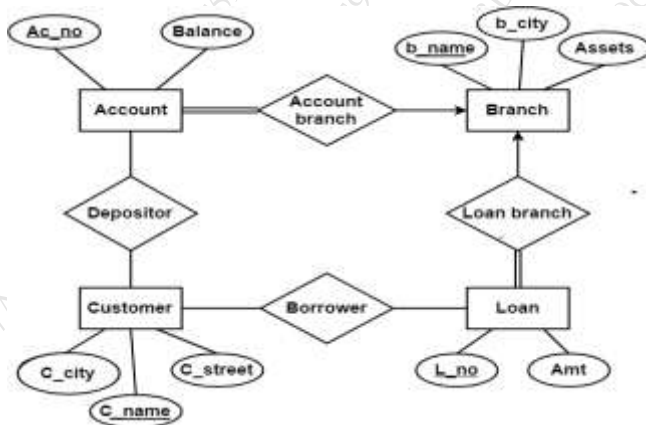 Ac_no
Balance
b_name
b_city
Assets
Account
Account
branch
Branch
Depositor
Loan branch
Customer
Borrower
Loan
C_city
C_name
C_street
L_no
Amt